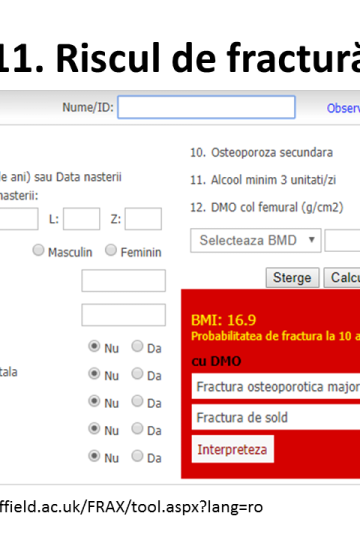 11. Riscul de fractură
Nume/ID:
Observ
10. Osteoporoza secundara
le ani) sau Data nasterii
11. Alcool minim 3 unitati/zi
nasterii:
12. DMO col femural (g/cm2)
L: Z:
Selecteaza BMD
Masculin Feminin
Sterge Calcu
BMI: 16.9
Probabilitatea de fractura la 10 a
cu DMO
Nu Da
tala
Nu Da
Fractura osteoporotica major
Nu Da
Fractura de sold
Nu Da
Interpreteza
Nu Da
ffield.ac.uk/FRAX/tool.aspx?lang=ro